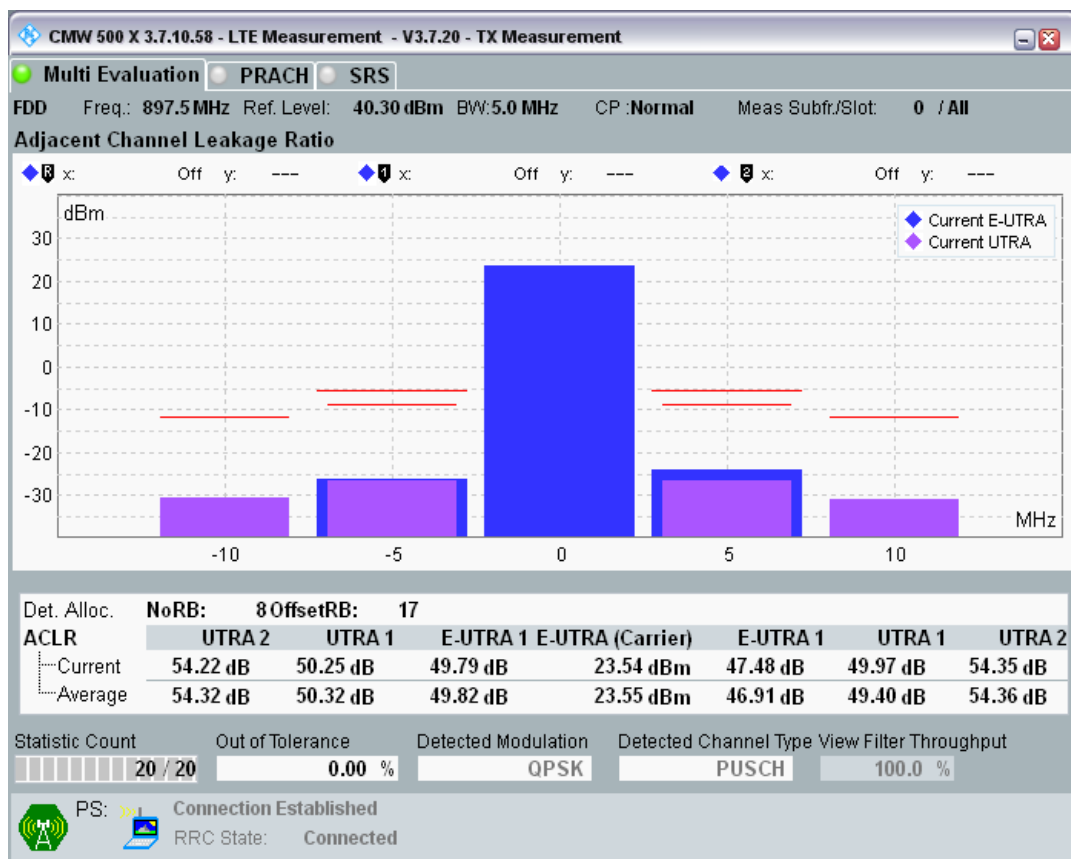 CMW 500 X 3.7.10.58 - LTE Measurement - V3.7.20 - TX Measurement
Multi Evaluation PRACH SRS
FDD Freq.: 897.5 MHz Ref. Level: 40.30 dBm BW:5.0 MHz CP :Normal Meas Subfr./Slot: 0 / All
Adjacent Channel Leakage Ratio
R x: Off y: --- 1 x: Off y: --- 2 x: Off y: ---
dBm
Current E-UTRA
Current UTRA
30
20
10
0
-10
-20
-30
MHz
-10 -5 0 5 10
Det. Alloc. NoRB: 8 OffsetRB: 17
ACLR UTRA 2 UTRA 1 E-UTRA 1 E-UTRA (Carrier) E-UTRA 1 UTRA 1 UTRA 2
Current 54.22 dB 50.25 dB 49.79 dB 23.54 dBm 47.48 dB 49.97 dB 54.35 dB
Average 54.32 dB 50.32 dB 49.82 dB 23.55 dBm 46.91 dB 49.40 dB 54.36 dB
Statistic Count Out of Tolerance Detected Modulation Detected Channel Type View Filter Throughput
20 / 20 0.00 % QPSK PUSCH 100.0 %
PS: Connection Established
RRC State: Connected